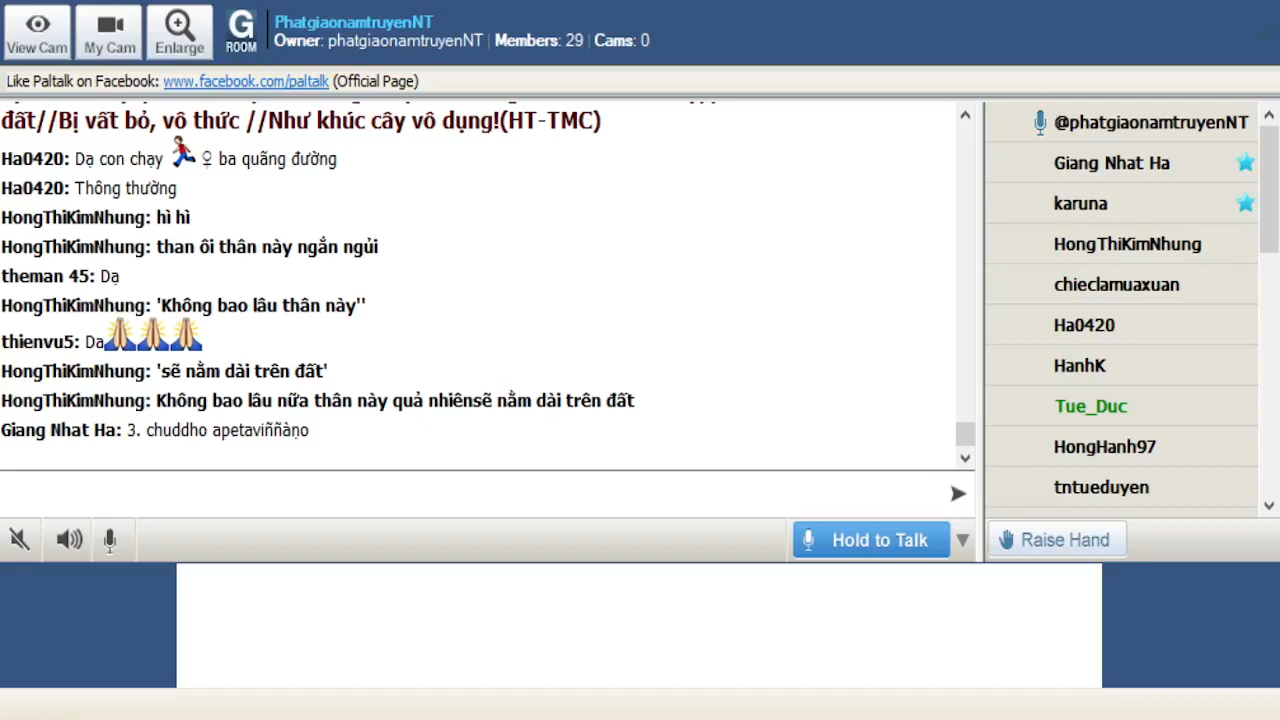 PhatgiaonamtruyenNT
Owner: phatgiaonamtruyenNT | Members: 29 | Cams: 0
View Cam
My Cam
Enlarge
G
ROOM
Like Paltalk on Facebook: www.facebook.com/paltalk (Official Page)
đất//Bị vất bỏ, vô thức //Như khúc cây vô dụng!(HT-TMC)
Ha0420: Dạ con chạy ba quãng đường
Ha0420: Thông thường
HongThiKimNhung: hì hì
HongThiKimNhung: than ôi thân này ngắn ngủi
theman 45: Dạ
HongThiKimNhung: 'Không bao lâu thân này''
thienvu5: Dạ
HongThiKimNhung: 'sẽ nằm dài trên đất'
HongThiKimNhung: Không bao lâu nữa thân này quả nhiênsẽ nằm dài trên đất
Giang Nhat Ha: 3. chuddho apetaviññàṇo
@phatgiaonamtruyenNT
Giang Nhat Ha
karuna
HongThiKimNhung
chieclamuaxuan
Ha0420
HanhK
Tue_Duc
HongHanh97
tntueduyen
Hold to Talk
Raise Hand